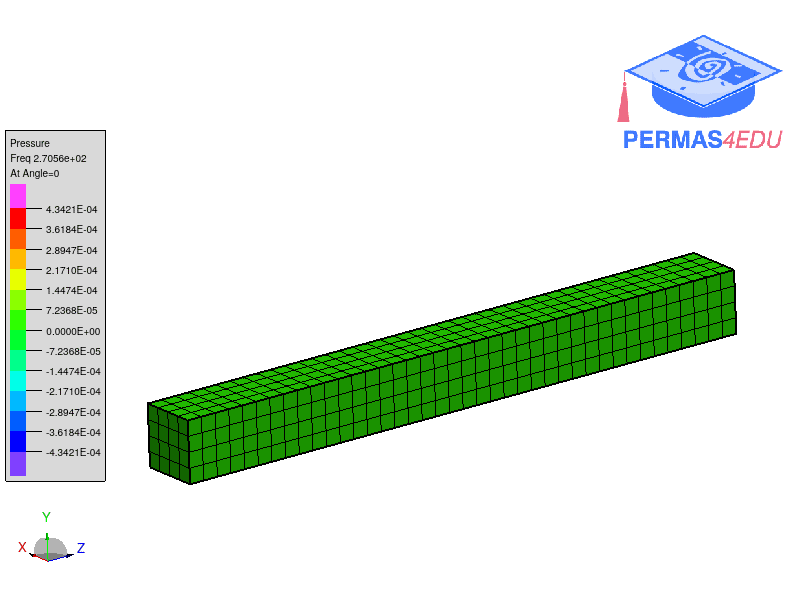 PERMAS4EDU
Pressure
Freq 2.7056e+02
At Angle=0
4.3421E-04
3.6184E-04
2.8947E-04
2.1710E-04
1.4474E-04
7.2368E-05
0.0000E+00
-7.2368E-05
-1.4474E-04
-2.1710E-04
-2.8947E-04
-3.6184E-04
-4.3421E-04
Y
X Z